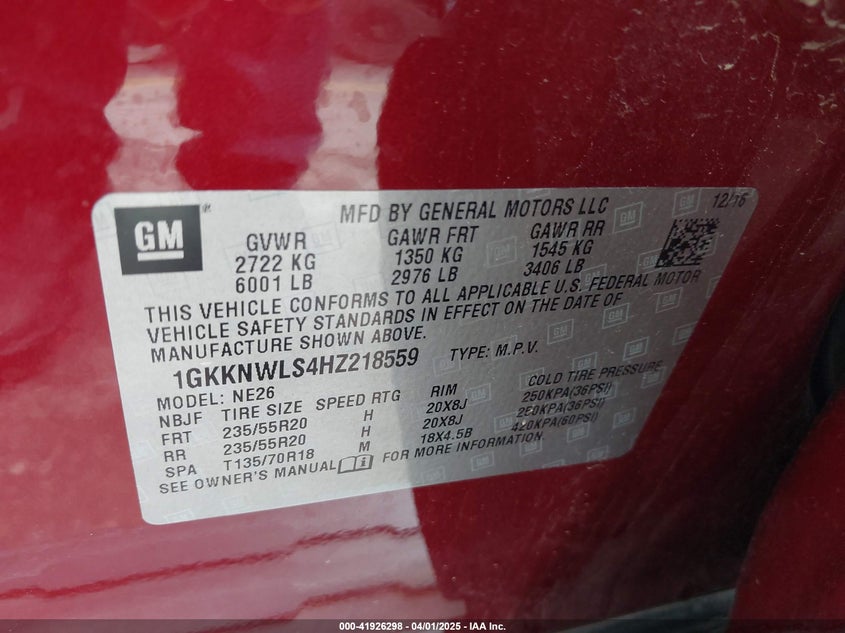 GM ® MFD BY GENERAL MOTORS LLC 12/16
GVWR GAWR FRT GAWR RR
2722 KG 1350 KG 1545 KG
6001 LB 2976 LB 3406 LB
THIS VEHICLE CONFORMS TO ALL APPLICABLE U.S. FEDERAL MOTOR
VEHICLE SAFETY STANDARDS IN EFFECT ON THE DATE OF
MANUFACTURE SHOWN ABOVE.
1GKKNWLS4HZ218559 TYPE: M.P.V.
MODEL: NE26
NBJF TIRE SIZE SPEED RTG RIM COLD TIRE PRESSURE
FRT 235/55R20 H 20X8J 250KPA(36PSI)
RR 235/55R20 H 20X8J 250KPA(36PSI)
SPA T135/70R18 M 18X4.5B 420KPA(60PSI)
SEE OWNER'S MANUAL FOR MORE INFORMATION.
000-41926298 - 04/01/2025 - IAA Inc.